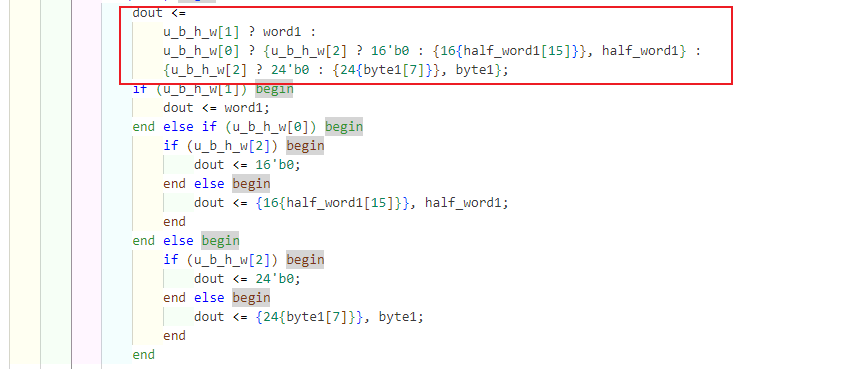 dout <=
u_b_h_w[1] ? word1 :
u_b_h_w[0] ? {u_b_h_w[2] ? 16'b0 : {16{half_word1[15]}}, half_word1} :
{u_b_h_w[2] ? 24'b0 : {24{byte1[7]}}, byte1};
if (u_b_h_w[1]) begin
dout <= word1;
end else if (u_b_h_w[0]) begin
if (u_b_h_w[2]) begin
dout <= 16'b0;
end else begin
dout <= {16{half_word1[15]}}, half_word1;
end
end else begin
if (u_b_h_w[2]) begin
dout <= 24'b0;
end else begin
dout <= {24{byte1[7]}}, byte1;
end
end